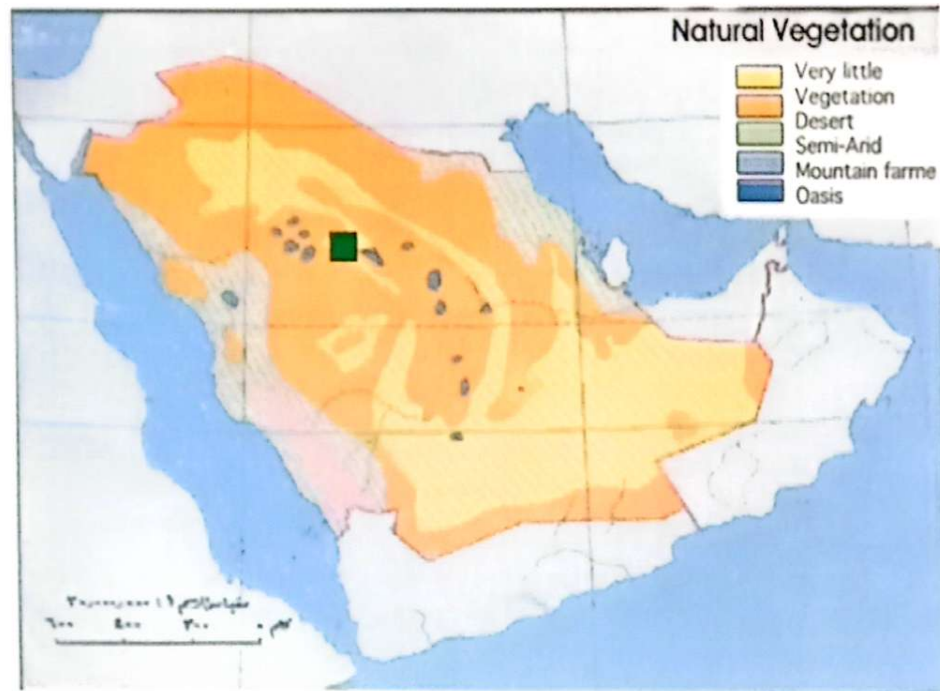 Natural Vegetation
Very little
Vegetation
Desert
Semi-Arid
Mountain farme
Oasis